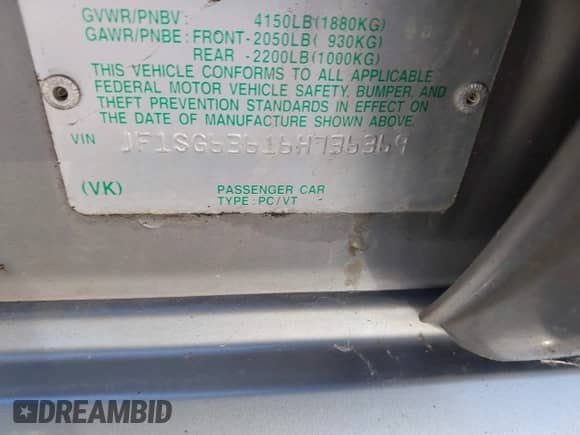 GVWR/PNBV : 4150LB(1880KG)
GAWR/PNBE : FRONT-2050LB( 930KG)
REAR -2200LB(1000KG)
THIS VEHICLE CONFORMS TO ALL APPLICABLE
FEDERAL MOTOR VEHICLE SAFETY, BUMPER, AND
THEFT PREVENTION STANDARDS IN EFFECT ON
THE DATE OF MANUFACTURE SHOWN ABOVE.
VIN JF1SG63616H736369
(VK) PASSENGER CAR
TYPE : PC/VT
DREAMBID